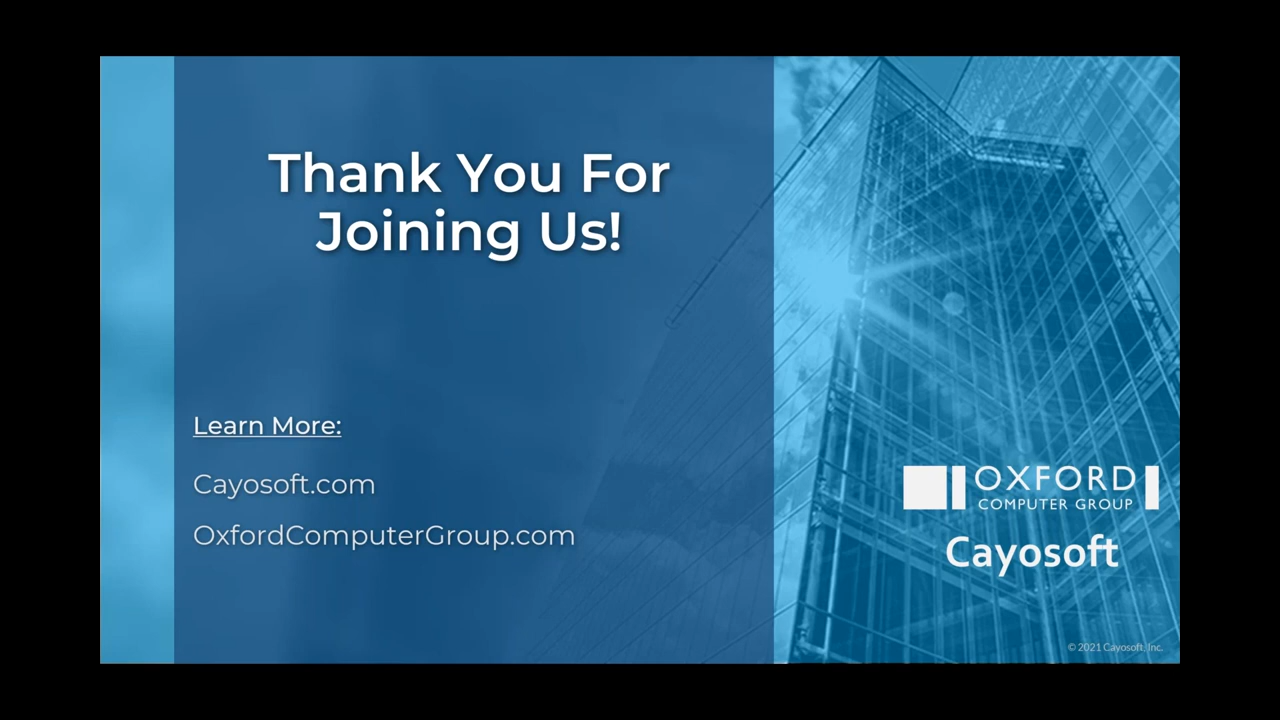 Thank You For
Joining Us!
Learn More:
Cayosoft.com
OxfordComputerGroup.com
OXFORD
COMPUTER GROUP
Cayosoft
© 2021 Cayosoft, Inc.